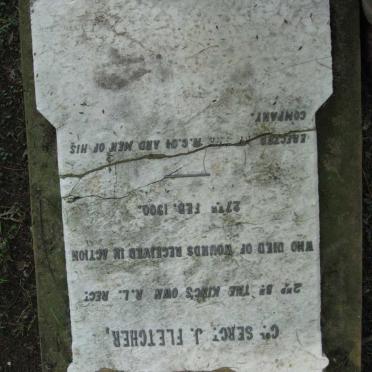 Cᴿ SERGᵀ J. FLETCHER,
2ᴺᴰ Bᴺ THE KING'S OWN R.L. REGᵀ
WHO DIED OF WOUNDS RECEIVED IN ACTION
27ᵀᴴ FEB. 1900.
ERECTED N.C.Oˢ AND MEN OF HIS
COMPANY.